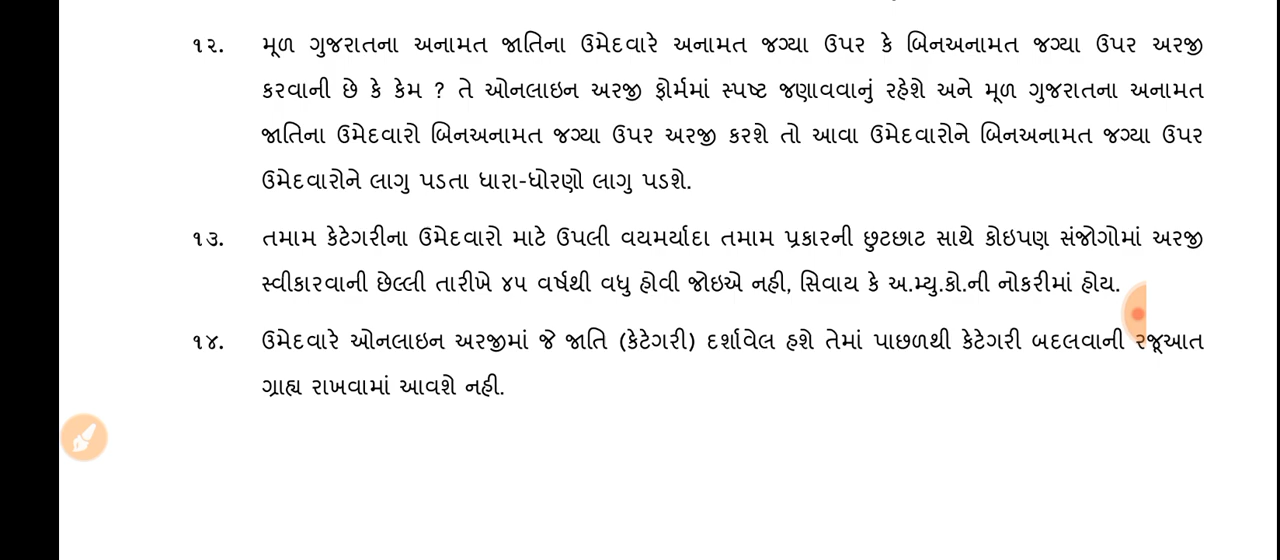 ૧૨. મૂળ ગુજરાતના અનામત જાતિના ઉમેદવારે અનામત જગ્યા ઉપર કે બિનઅનામત જગ્યા ઉપર અરજી
કરવાની છે કે કેમ ? તે ઓનલાઇન અરજી ફોર્મમાં સ્પષ્ટ જણાવવાનું રહેશે અને મૂળ ગુજરાતના અનામત
જાતિના ઉમેદવારો બિનઅનામત જગ્યા ઉપર અરજી કરશે તો આવા ઉમેદવારોને બિનઅનામત જગ્યા ઉપર
ઉમેદવારોને લાગુ પડતા ધારા-ધોરણો લાગુ પડશે.
૧૩. તમામ કેટેગરીના ઉમેદવારો માટે ઉપલી વયમર્યાદા તમામ પ્રકારની છુટછાટ સાથે કોઇપણ સંજોગોમાં અરજી
સ્વીકારવાની છેલ્લી તારીખે ૪૫ વર્ષથી વધુ હોવી જોઇએ નહી, સિવાય કે અ.મ્યુ.કો.ની નોકરીમાં હોય.
૧૪. ઉમેદવારે ઓનલાઇન અરજીમાં જે જાતિ (કેટેગરી) દર્શાવેલ હશે તેમાં પાછળથી કેટેગરી બદલવાની રજૂઆત
ગ્રાહ્ય રાખવામાં આવશે નહી.